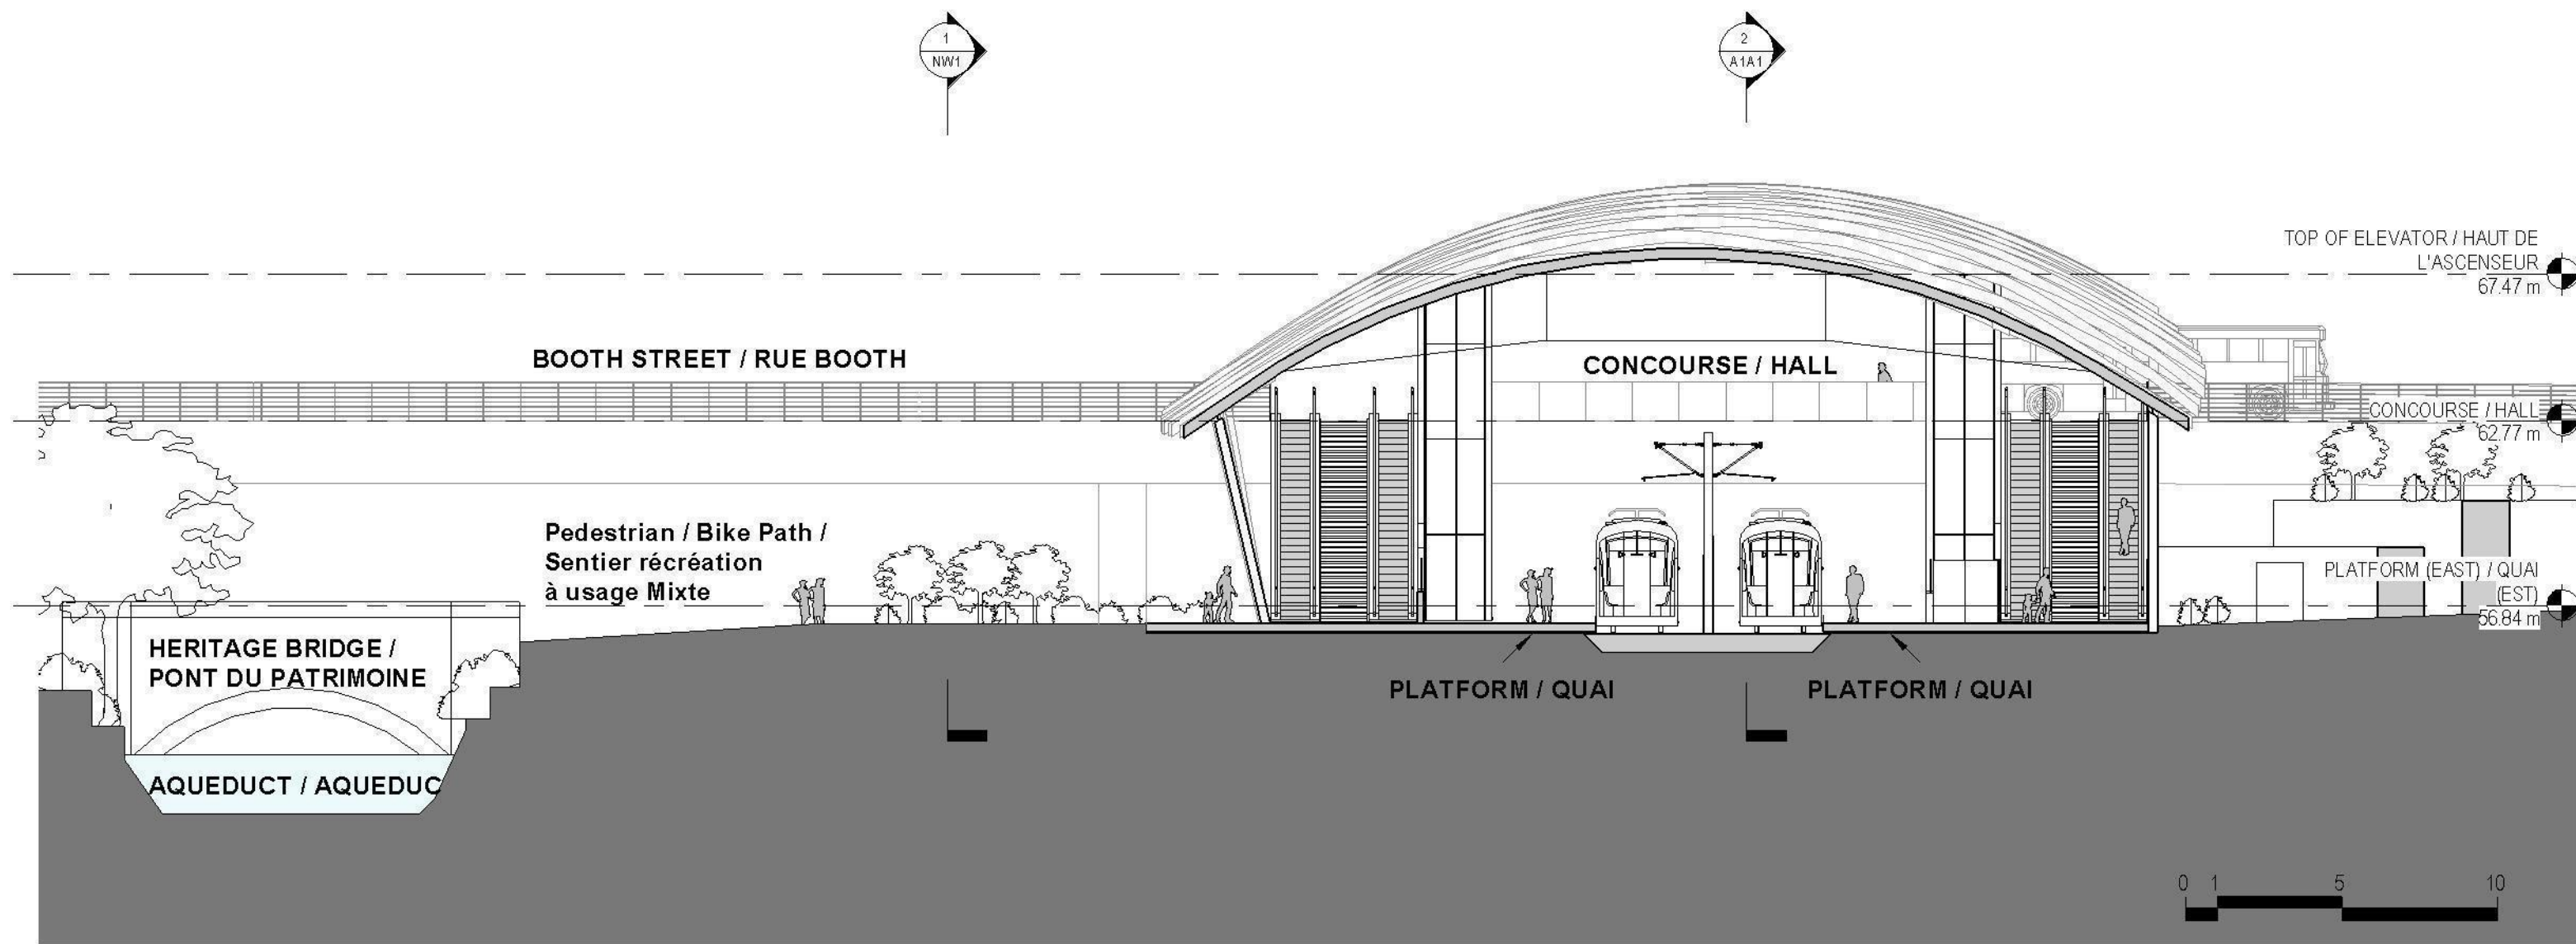 1
NW1
2
A1A1
TOP OF ELEVATOR / HAUT DE
L'ASCENSEUR
67.47 m
BOOTH STREET / RUE BOOTH
CONCOURSE / HALL
CONCOURSE / HALL
62.77 m
Pedestrian / Bike Path /
Sentier récréation
à usage Mixte
PLATFORM (EAST) / QUAI
(EST)
56.84 m
HERITAGE BRIDGE /
PONT DU PATRIMOINE
PLATFORM / QUAI
PLATFORM / QUAI
AQUEDUCT / AQUEDUC
0 1 5 10